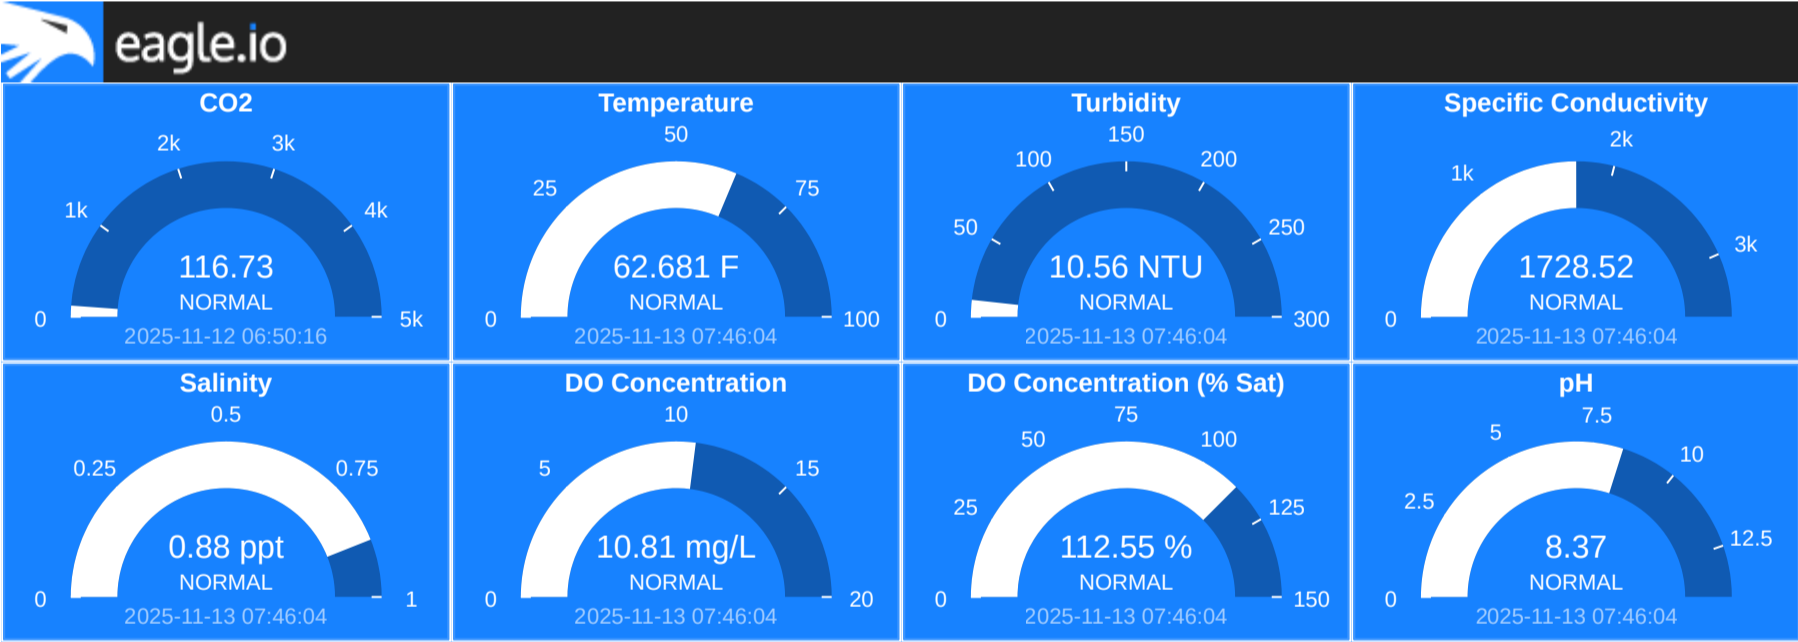 eagle.io
CO2
0
1k
2k
3k
4k
5k
116.73
NORMAL
2025-11-12 06:50:16
Temperature
0
25
50
75
100
62.681 F
NORMAL
2025-11-13 07:46:04
Turbidity
0
50
100
150
200
250
300
10.56 NTU
NORMAL
2025-11-13 07:46:04
Specific Conductivity
0
1k
2k
3k
1728.52
NORMAL
2025-11-13 07:46:04
Salinity
0
0.25
0.5
0.75
1
0.88 ppt
NORMAL
2025-11-13 07:46:04
DO Concentration
0
5
10
15
20
10.81 mg/L
NORMAL
2025-11-13 07:46:04
DO Concentration (% Sat)
0
25
50
75
100
125
150
112.55 %
NORMAL
2025-11-13 07:46:04
pH
0
2.5
5
7.5
10
12.5
8.37
NORMAL
2025-11-13 07:46:04